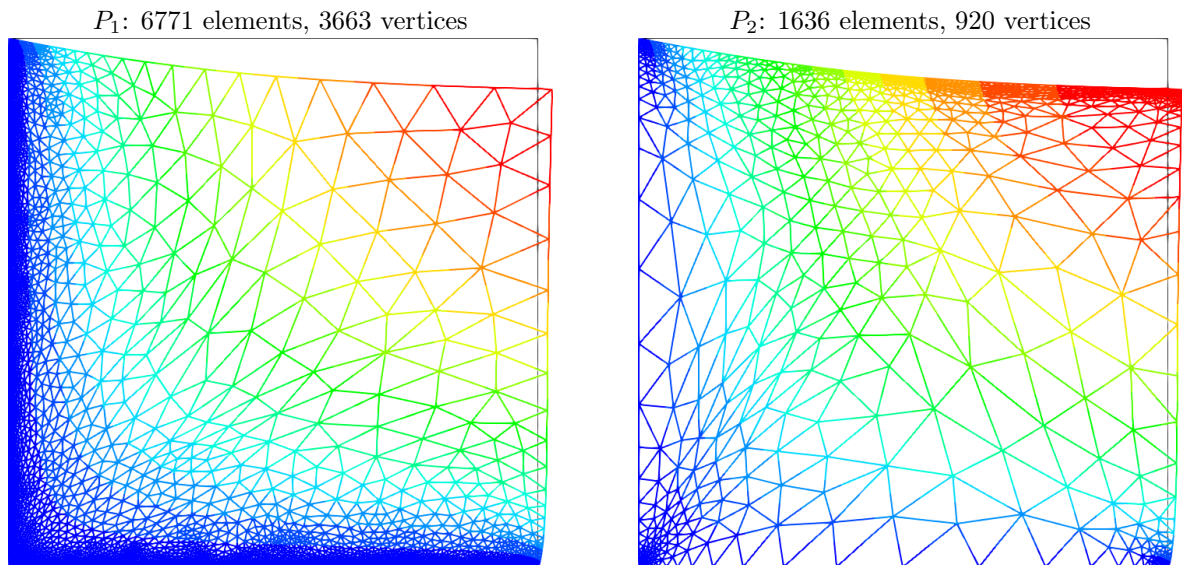 P₁: 6771 elements, 3663 vertices
P₂: 1636 elements, 920 vertices